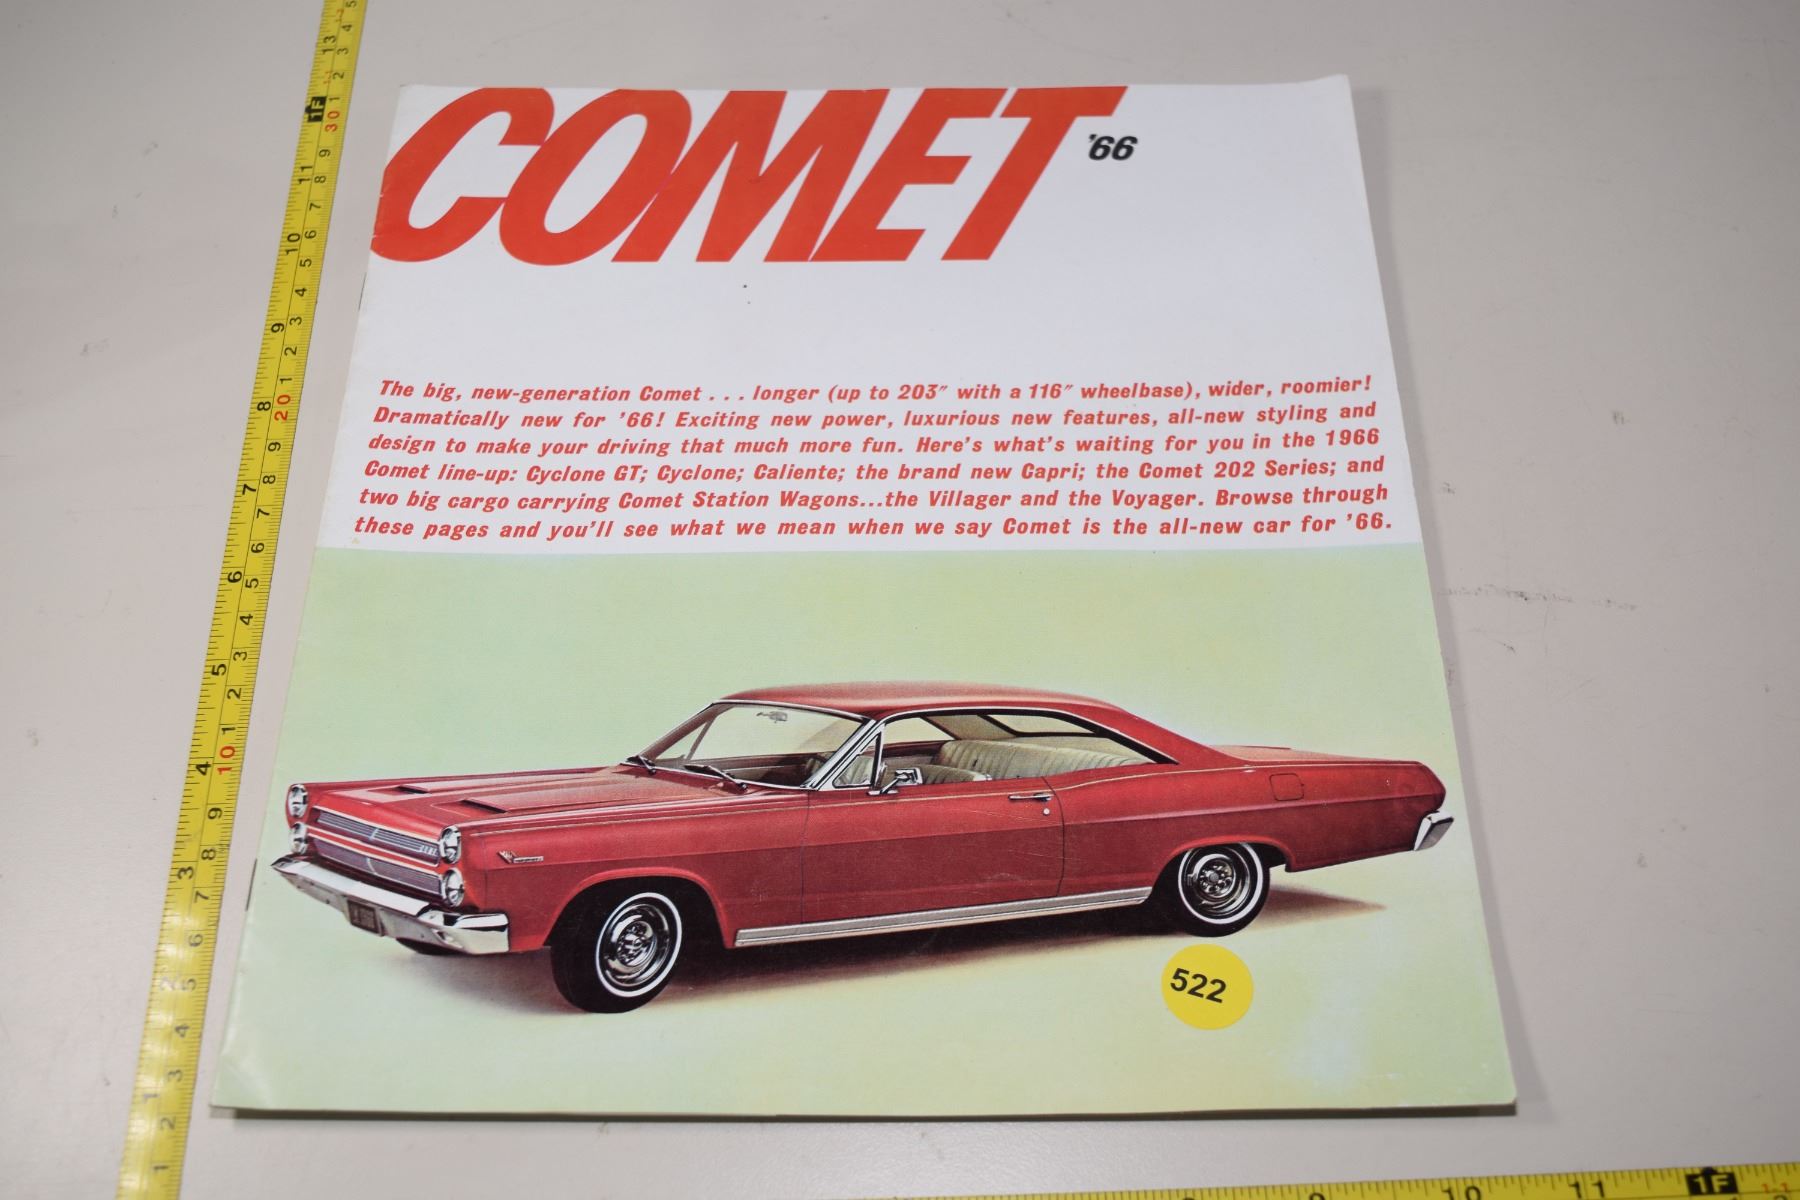 COMET '66
The big, new-generation Comet . . . longer (up to 203" with a 116" wheelbase), wider, roomier!
Dramatically new for '66! Exciting new power, luxurious new features, all-new styling and
design to make your driving that much more fun. Here's what's waiting for you in the 1966
Comet line-up: Cyclone GT; Cyclone; Caliente; the brand new Capri; the Comet 202 Series; and
two big cargo carrying Comet Station Wagons...the Villager and the Voyager. Browse through
these pages and you'll see what we mean when we say Comet is the all-new car for '66.
522